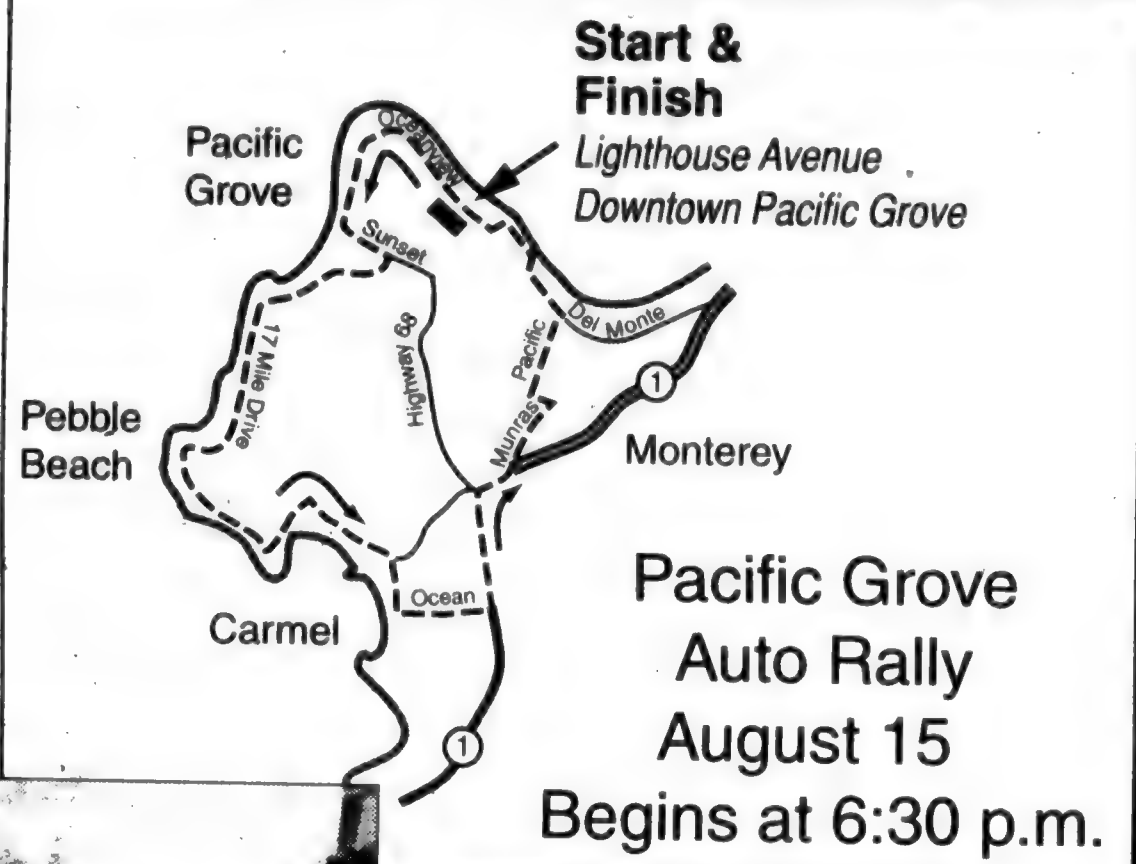 Start &
Finish
Lighthouse Avenue
Downtown Pacific Grove
Pacific
Grove
Oceanview
Sunset
17 Mile Drive
Highway 68
Pacific
Del Monte
Munras
1
Monterey
Pebble
Beach
Ocean
Carmel
1
Pacific Grove
Auto Rally
August 15
Begins at 6:30 p.m.